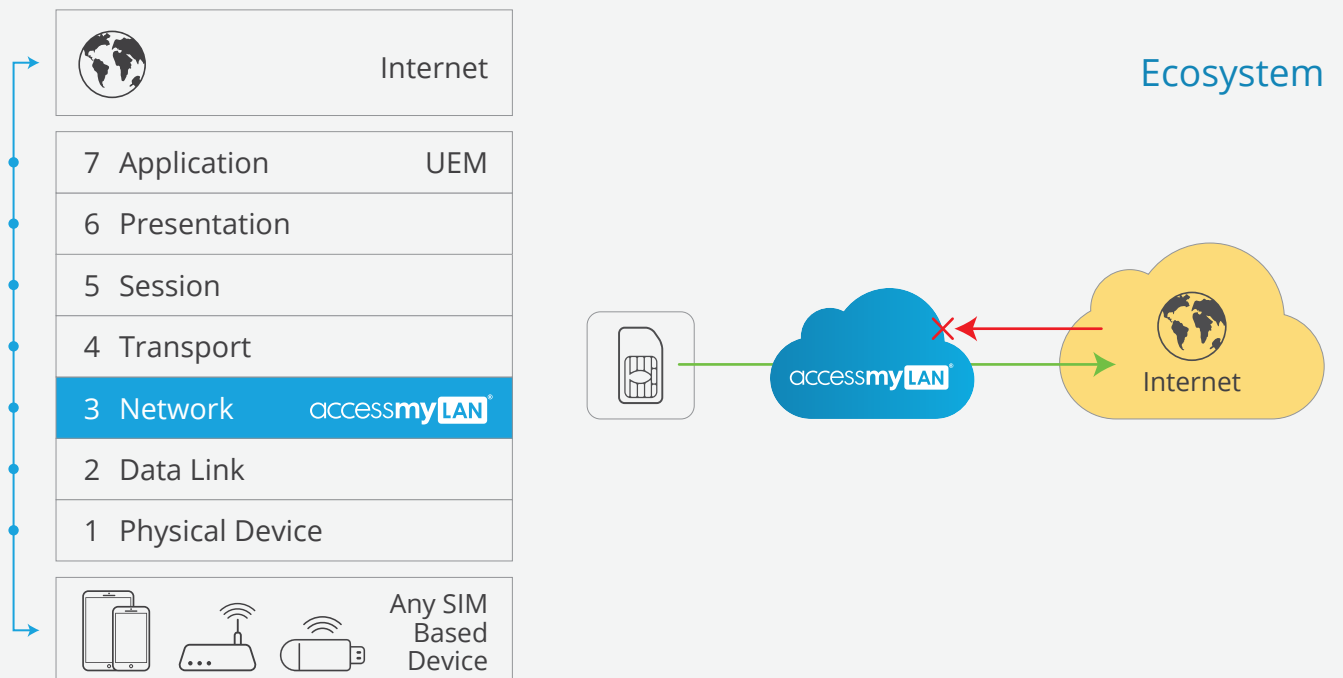 Internet
Ecosystem
7 Application UEM
6 Presentation
5 Session
4 Transport
3 Network accessmyLAN®
2 Data Link
1 Physical Device
Any SIM
Based
Device
accessmyLAN®
Internet